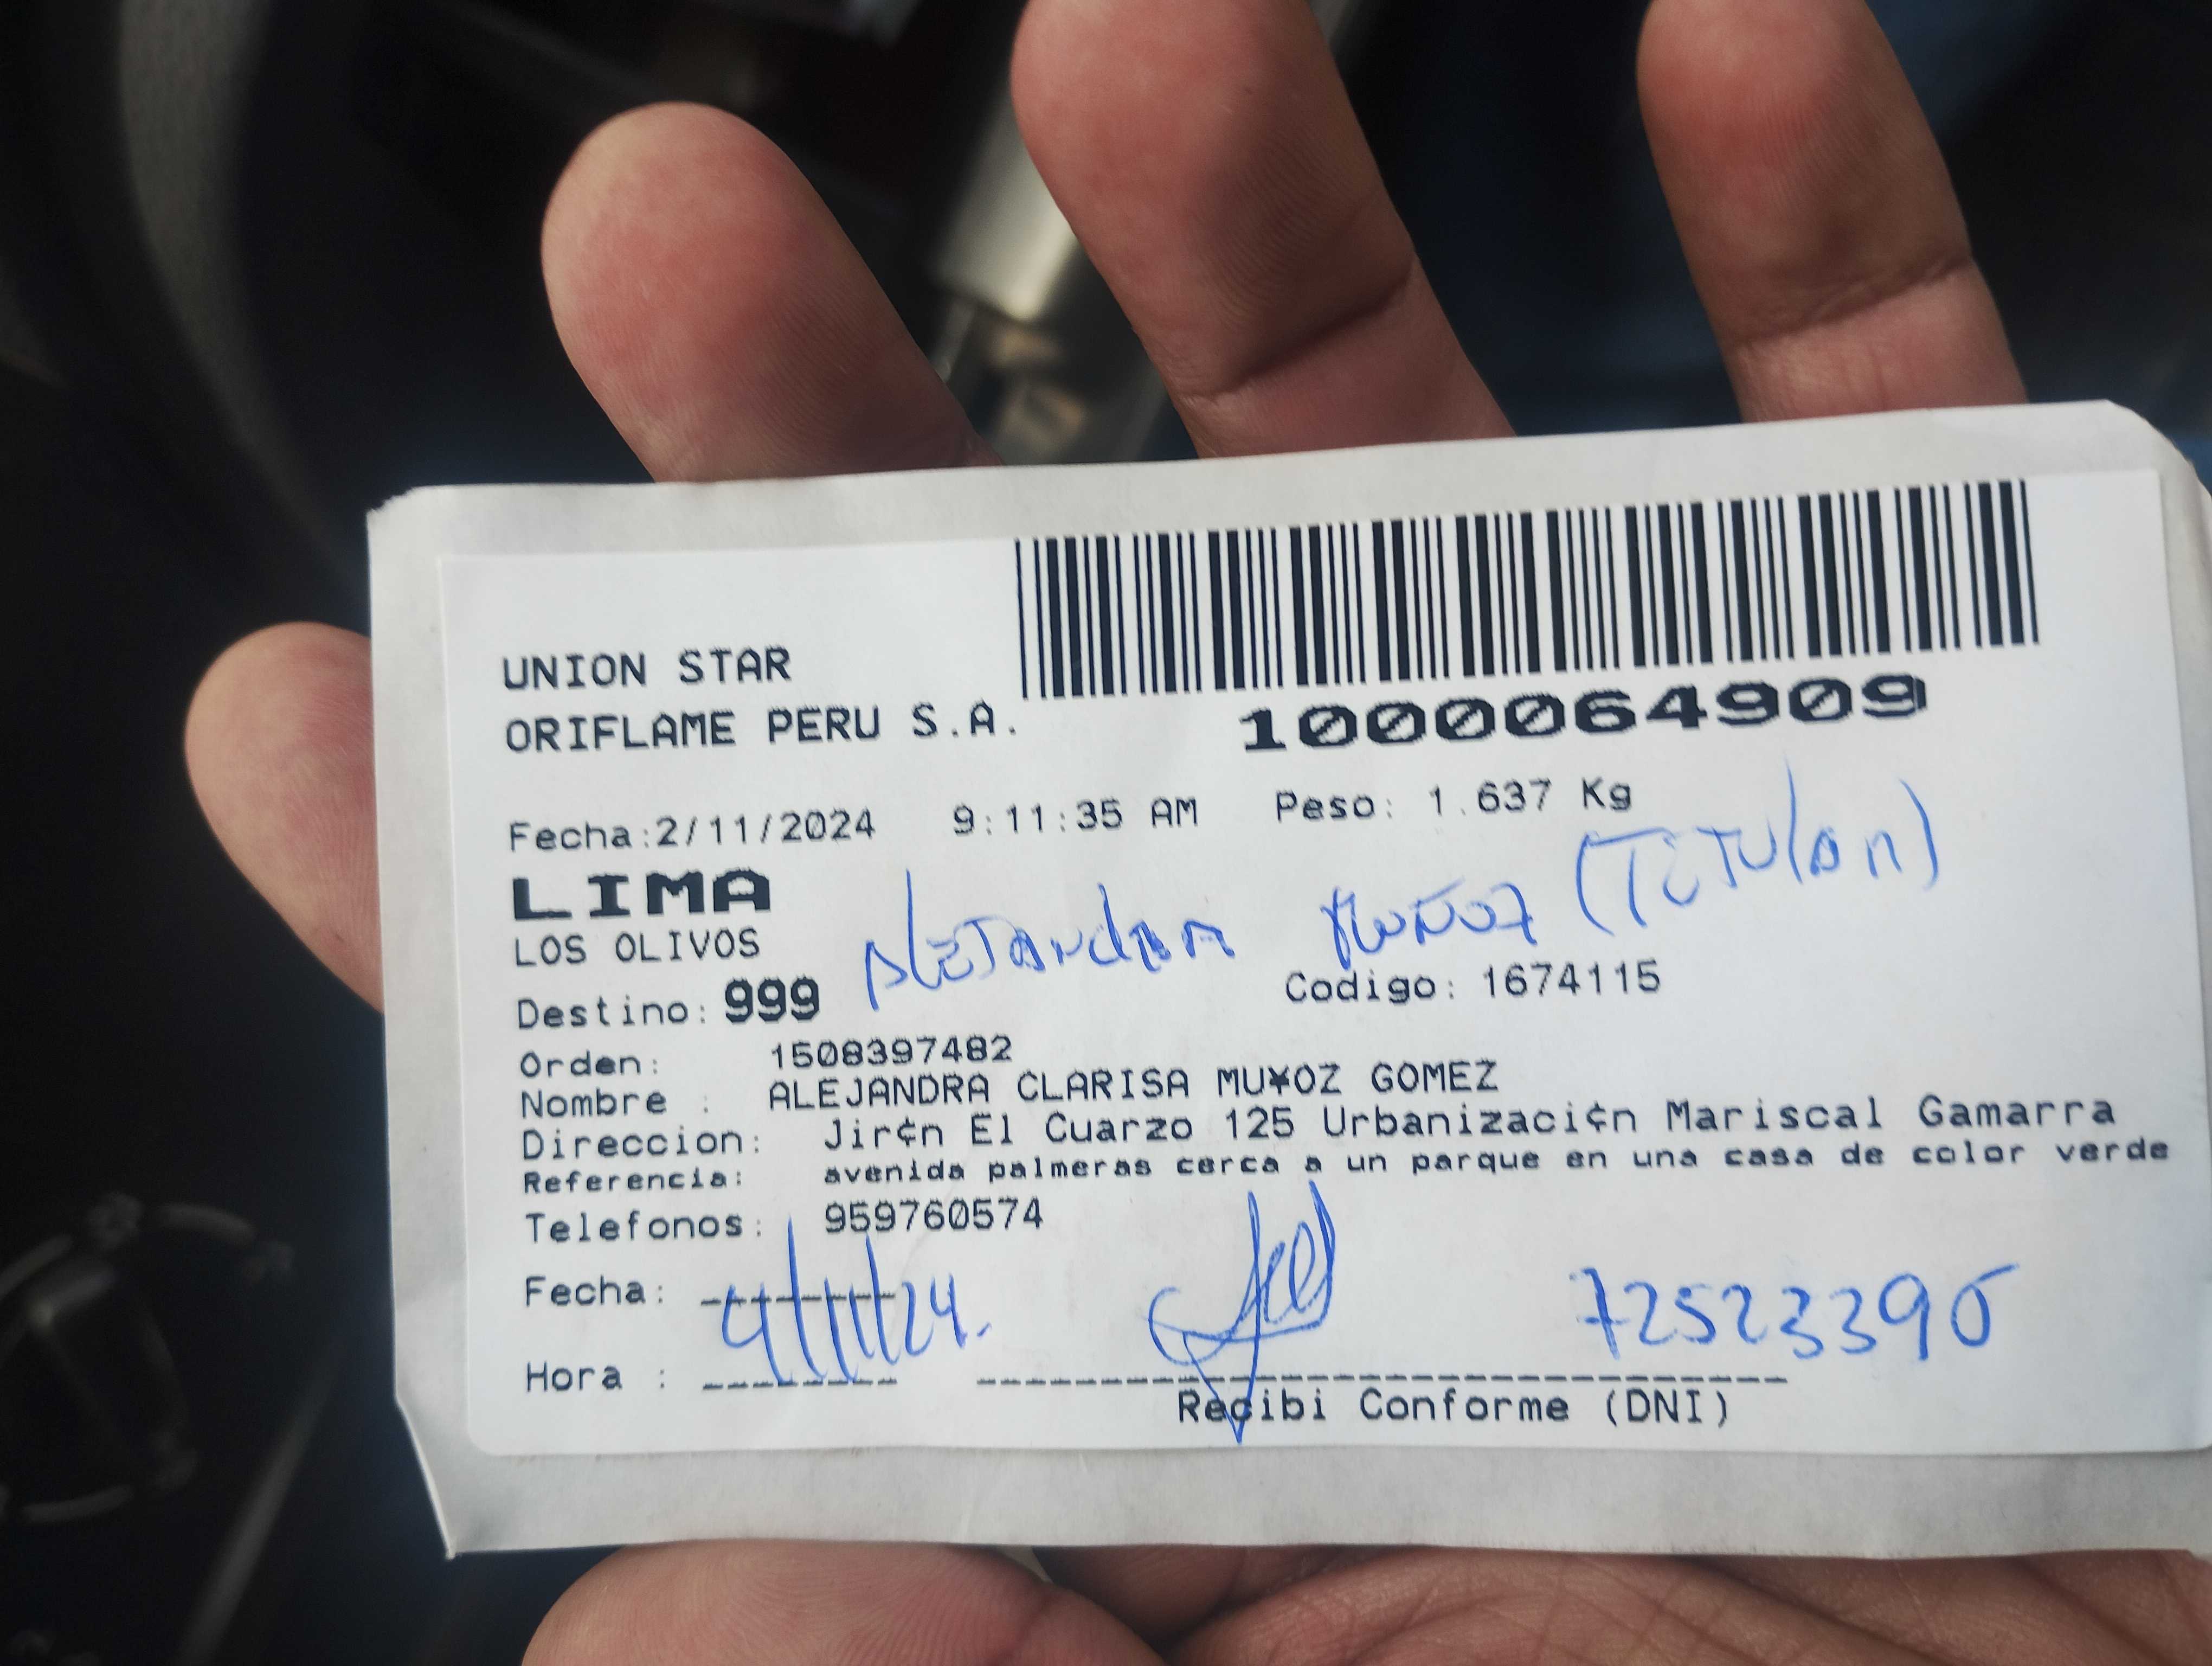 UNION STAR
ORIFLAME PERU S.A.
1000064909
Fecha:2/11/2024 9:11:35 AM Peso: 1.637 Kg
LIMA
LOS OLIVOS
Alejandra Muñoz (Titular)
Destino: 999 Codigo: 1674115
Orden: 1508397482
Nombre : ALEJANDRA CLARISA MU¥OZ GOMEZ
Direccion: Jir¢n El Cuarzo 125 Urbanizaci¢n Mariscal Gamarra
Referencia: avenida palmeras cerca a un parque en una casa de color verde
Telefonos: 959760574
Fecha: 4/11/24.
Hora :
Recibi Conforme (DNI)